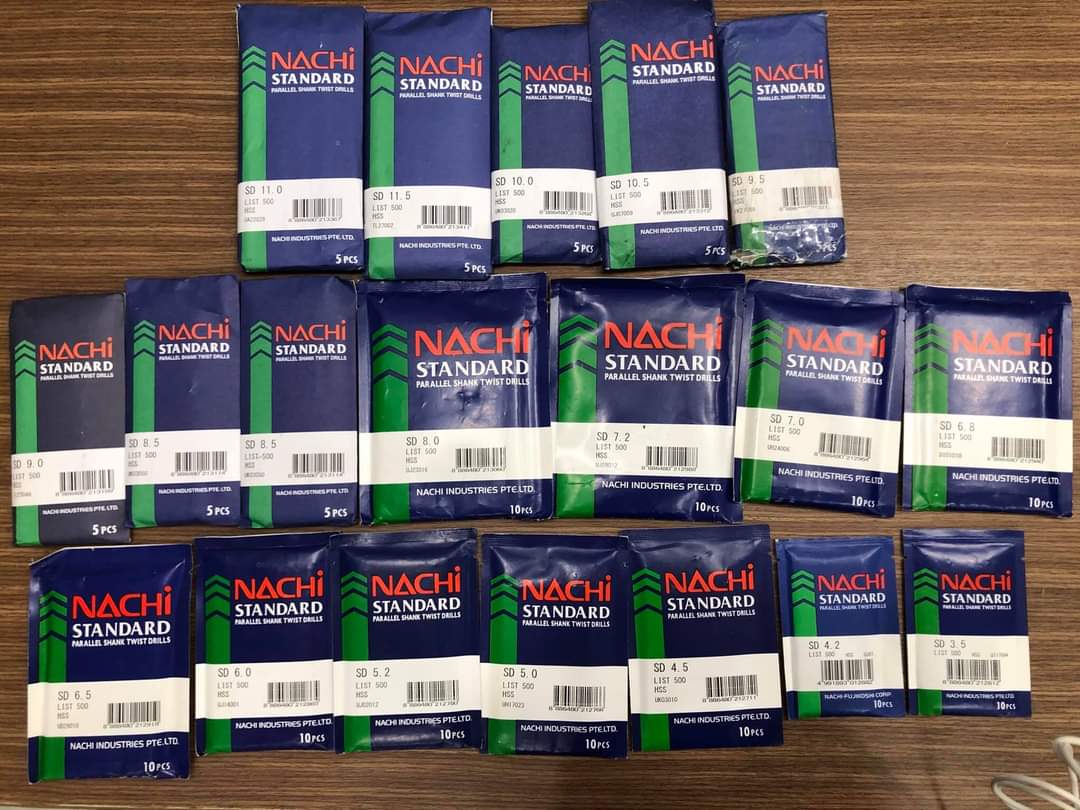 NACHi
STANDARD
PARALLEL SHANK TWIST DRILLS
SD 11.0
LIST 500
HSS
NACHI INDUSTRIES PTE. LTD.
5 PCS
NACHi
STANDARD
PARALLEL SHANK TWIST DRILLS
SD 11.5
LIST 500
HSS
NACHI INDUSTRIES PTE. LTD.
5 PCS
NACHi
STANDARD
PARALLEL SHANK TWIST DRILLS
SD 10.0
LIST 500
HSS
NACHI INDUSTRIES PTE. LTD.
5 PCS
NACHi
STANDARD
PARALLEL SHANK TWIST DRILLS
SD 10.5
LIST 500
HSS
NACHI INDUSTRIES PTE. LTD.
5 PCS
NACHi
STANDARD
PARALLEL SHANK TWIST DRILLS
SD 9.5
LIST 500
HSS
5 PCS
NACHi
STANDARD
PARALLEL SHANK TWIST DRILLS
SD 9.0
LIST 500
HSS
NACHI INDUSTRIES PTE. LTD.
5 PCS
NACHi
STANDARD
PARALLEL SHANK TWIST DRILLS
SD 8.5
LIST 500
HSS
NACHI INDUSTRIES PTE. LTD.
5 PCS
NACHi
STANDARD
PARALLEL SHANK TWIST DRILLS
SD 8.5
LIST-500
HSS
NACHI INDUSTRIES PTE. LTD.
5 PCS
NACHi
STANDARD
PARALLEL SHANK TWIST DRILLS
SD 8.0
LIST 500
HSS
NACHI INDUSTRIES PTE. LTD.
10 PCS
NACHi
STANDARD
PARALLEL SHANK TWIST DRILLS
SD 7.2
LIST 500
HSS
NACHI INDUSTRIES PTE. LTD.
10 PCS
NACHi
STANDARD
PARALLEL SHANK TWIST DRILLS
SD 7.0
LIST 500
HSS
NACHI INDUSTRIES PTE. LTD.
10 PCS
NACHi
STANDARD
PARALLEL SHANK TWIST DRILLS
SD 6.8
LIST 500
HSS
NACHI INDUSTRIES PTE. LTD.
10 PCS
NACHi
STANDARD
PARALLEL SHANK TWIST DRILLS
SD 6.5
LIST 500
HSS
NACHI INDUSTRIES PTE. LTD.
10 PCS
NACHi
STANDARD
PARALLEL SHANK TWIST DRILLS
SD 6.0
LIST 500
HSS
NACHI INDUSTRIES PTE. LTD.
10 PCS
NACHi
STANDARD
PARALLEL SHANK TWIST DRILLS
SD 5.2
LIST 500
HSS
NACHI INDUSTRIES PTE. LTD.
10 PCS
NACHi
STANDARD
PARALLEL SHANK TWIST DRILLS
SD 5.0
LIST 500
HSS
NACHI INDUSTRIES PTE. LTD.
10 PCS
NACHi
STANDARD
PARALLEL SHANK TWIST DRILLS
SD 4.5
LIST 500
HSS
NACHI INDUSTRIES PTE. LTD.
10 PCS
NACHi
STANDARD
PARALLEL SHANK TWIST DRILLS
SD 4.2
LIST 500 HSS
NACHI-FUJIKOSHI CORP.
10 PCS
NACHi
STANDARD
PARALLEL SHANK TWIST DRILLS
SD 3.5
LIST 500 HSS
NACHI INDUSTRIES PTE. LTD.
10 PCS